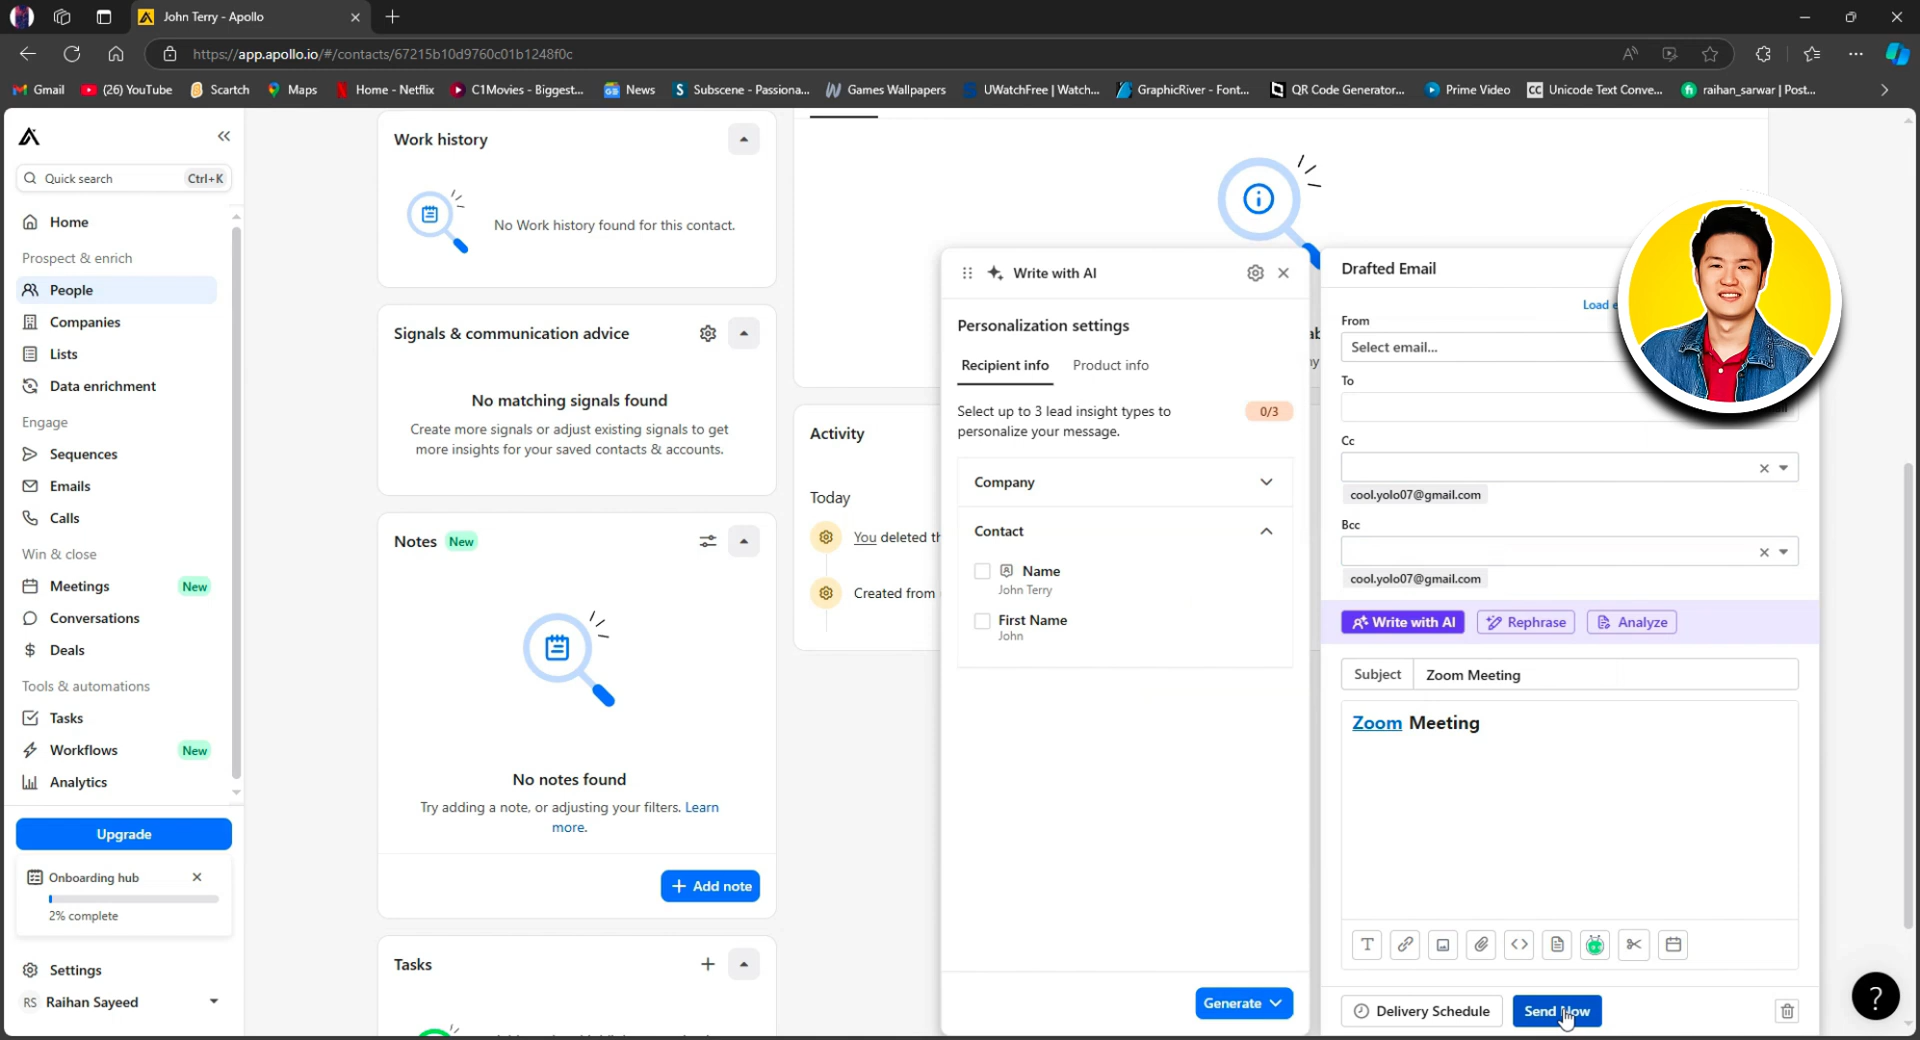 John Terry - Apollo
https://app.apollo.io/#/contacts/67215b10d9760c01b1248f0c
Gmail
(26) YouTube
Scartch
Maps
Home - Netflix
C1Movies - Biggest...
News
Subscene - Passiona...
Games Wallpapers
UWatchFree | Watch...
GraphicRiver - Font...
QR Code Generator...
Prime Video
Unicode Text Conve...
raihan_sarwar | Post...
Quick search
Ctrl+K
Home
Prospect & enrich
People
Companies
Lists
Data enrichment
Engage
Sequences
Emails
Calls
Win & close
Meetings
New
Conversations
Deals
Tools & automations
Tasks
Workflows
New
Analytics
Upgrade
Onboarding hub
2% complete
Settings
RS
Raihan Sayeed
Work history
No Work history found for this contact.
Signals & communication advice
No matching signals found
Create more signals or adjust existing signals to get
more insights for your saved contacts & accounts.
Notes
New
No notes found
Try adding a note, or adjusting your filters. Learn
more.
Add note
Tasks
Activity
Today
You deleted
Created from
Write with AI
Personalization settings
Recipient info
Product info
Select up to 3 lead insight types to
personalize your message.
0/3
Company
Contact
Name
John Terry
First Name
John
Generate
Drafted Email
Load
From
Select email...
To
Cc
cool.yolo07@gmail.com
Bcc
cool.yolo07@gmail.com
Write with AI
Rephrase
Analyze
Subject
Zoom Meeting
Zoom Meeting
Delivery Schedule
Send Now
?